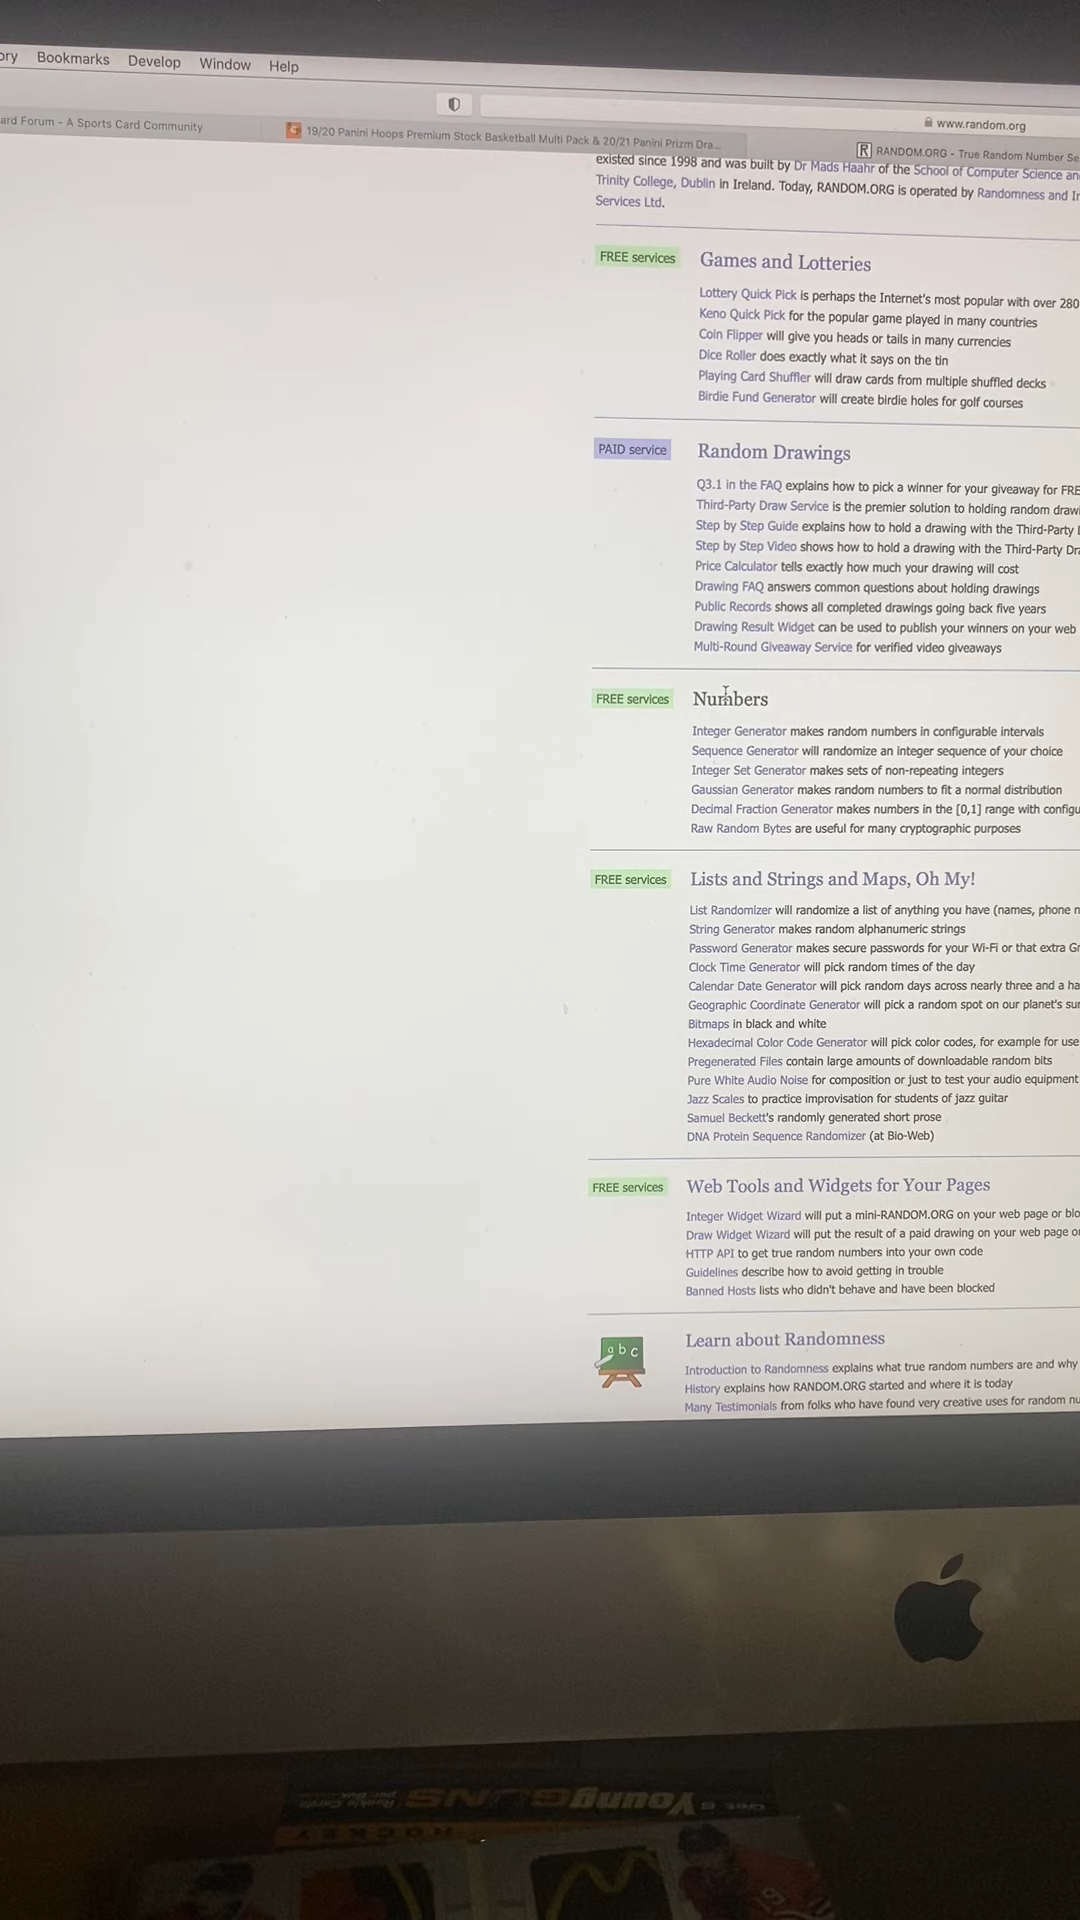 ory Bookmarks Develop Window Help
www.random.org
ard Forum - A Sports Card Community
19/20 Panini Hoops Premium Stock Basketball Multi Pack & 20/21 Panini Prizm Dra...
RANDOM.ORG - True Random Number Se
existed since 1998 and was built by Dr Mads Haahr of the School of Computer Science an
Trinity College, Dublin in Ireland. Today, RANDOM.ORG is operated by Randomness and In
Services Ltd.
FREE services
Games and Lotteries
Lottery Quick Pick is perhaps the Internet's most popular with over 280
Keno Quick Pick for the popular game played in many countries
Coin Flipper will give you heads or tails in many currencies
Dice Roller does exactly what it says on the tin
Playing Card Shuffler will draw cards from multiple shuffled decks
Birdie Fund Generator will create birdie holes for golf courses
PAID service
Random Drawings
Q3.1 in the FAQ explains how to pick a winner for your giveaway for FRE
Third-Party Draw Service is the premier solution to holding random drawi
Step by Step Guide explains how to hold a drawing with the Third-Party D
Step by Step Video shows how to hold a drawing with the Third-Party Dra
Price Calculator tells exactly how much your drawing will cost
Drawing FAQ answers common questions about holding drawings
Public Records shows all completed drawings going back five years
Drawing Result Widget can be used to publish your winners on your web
Multi-Round Giveaway Service for verified video giveaways
FREE services
Numbers
Integer Generator makes random numbers in configurable intervals
Sequence Generator will randomize an integer sequence of your choice
Integer Set Generator makes sets of non-repeating integers
Gaussian Generator makes random numbers to fit a normal distribution
Decimal Fraction Generator makes numbers in the [0,1] range with configu
Raw Random Bytes are useful for many cryptographic purposes
FREE services
Lists and Strings and Maps, Oh My!
List Randomizer will randomize a list of anything you have (names, phone n
String Generator makes random alphanumeric strings
Password Generator makes secure passwords for your Wi-Fi or that extra Gr
Clock Time Generator will pick random times of the day
Calendar Date Generator will pick random days across nearly three and a ha
Geographic Coordinate Generator will pick a random spot on our planet's sur
Bitmaps in black and white
Hexadecimal Color Code Generator will pick color codes, for example for use
Pregenerated Files contain large amounts of downloadable random bits
Pure White Audio Noise for composition or just to test your audio equipment
Jazz Scales to practice improvisation for students of jazz guitar
Samuel Beckett's randomly generated short prose
DNA Protein Sequence Randomizer (at Bio-Web)
FREE services
Web Tools and Widgets for Your Pages
Integer Widget Wizard will put a mini-RANDOM.ORG on your web page or blo
Draw Widget Wizard will put the result of a paid drawing on your web page or
HTTP API to get true random numbers into your own code
Guidelines describe how to avoid getting in trouble
Banned Hosts lists who didn't behave and have been blocked
a b c
Learn about Randomness
Introduction to Randomness explains what true random numbers are and why
History explains how RANDOM.ORG started and where it is today
Many Testimonials from folks who have found very creative uses for random nu
Get 6 Young GUNS Rookie Cards
HOCKEY